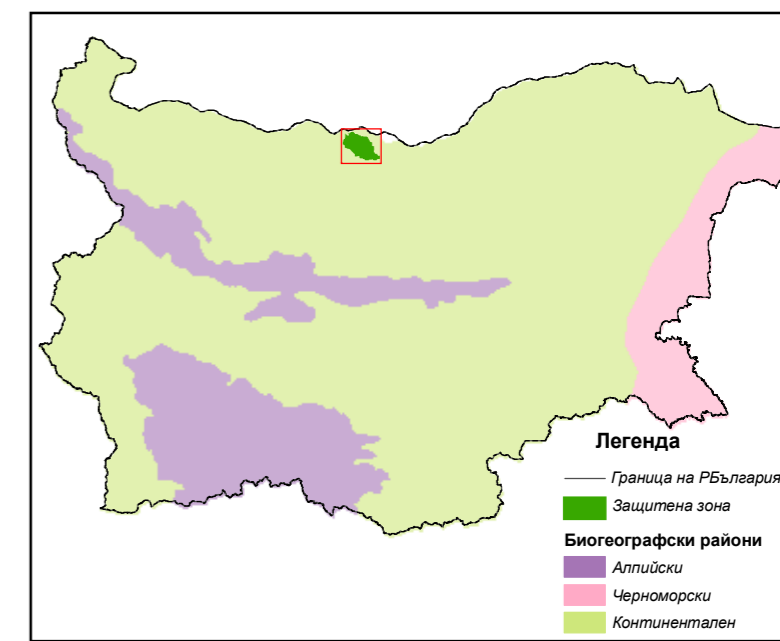 Легенда
Граница на РБългария
Защитена зона
Биогеографски райони
Алпийски
Черноморски
Континентален